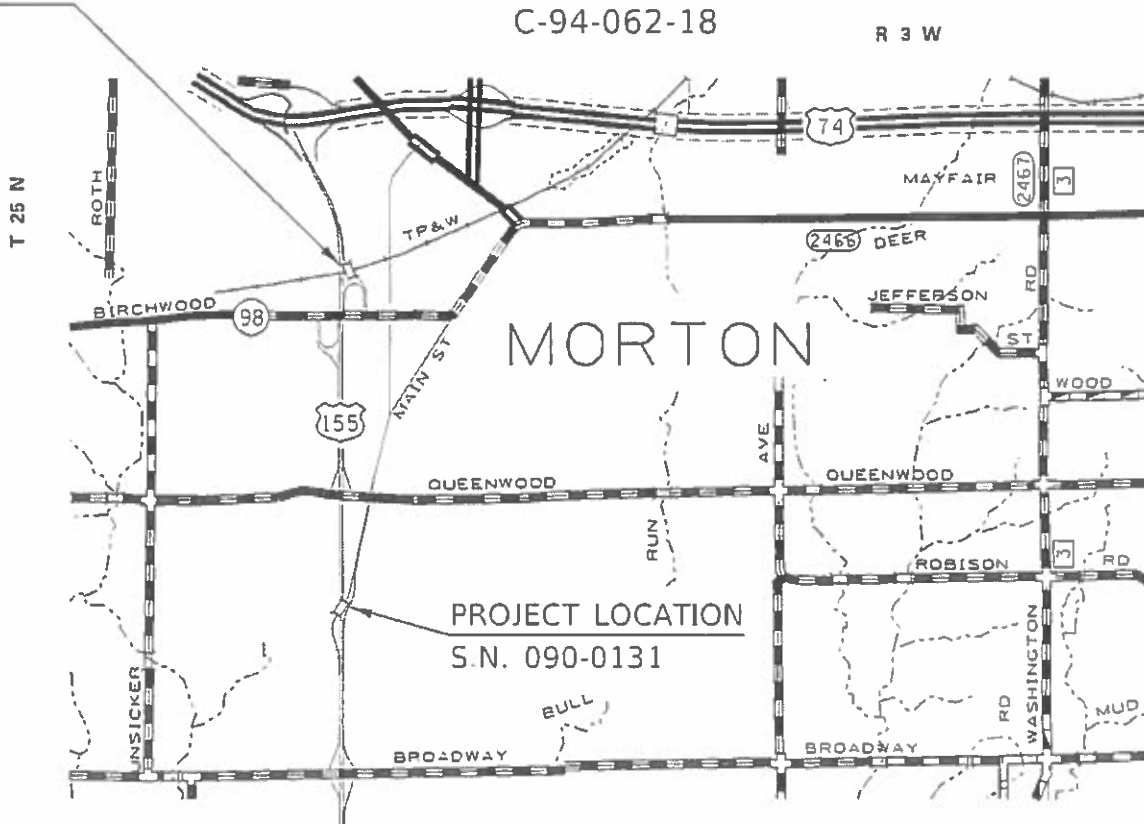 C-94-062-18
R 3 W
T 25 N
ROTH
74
MAYFAIR
2467
3
TP&W
2466
DEER
RD
BIRCHWOOD
98
JEFFERSON
ST
MORTON
MAIN ST
WOOD
155
AVE
QUEENWOOD
QUEENWOOD
RUN
ROBISON
3
RD
PROJECT LOCATION
S.N. 090-0131
UNSICKER
WASHINGTON
RD
BULL
MUD
BROADWAY
BROADWAY